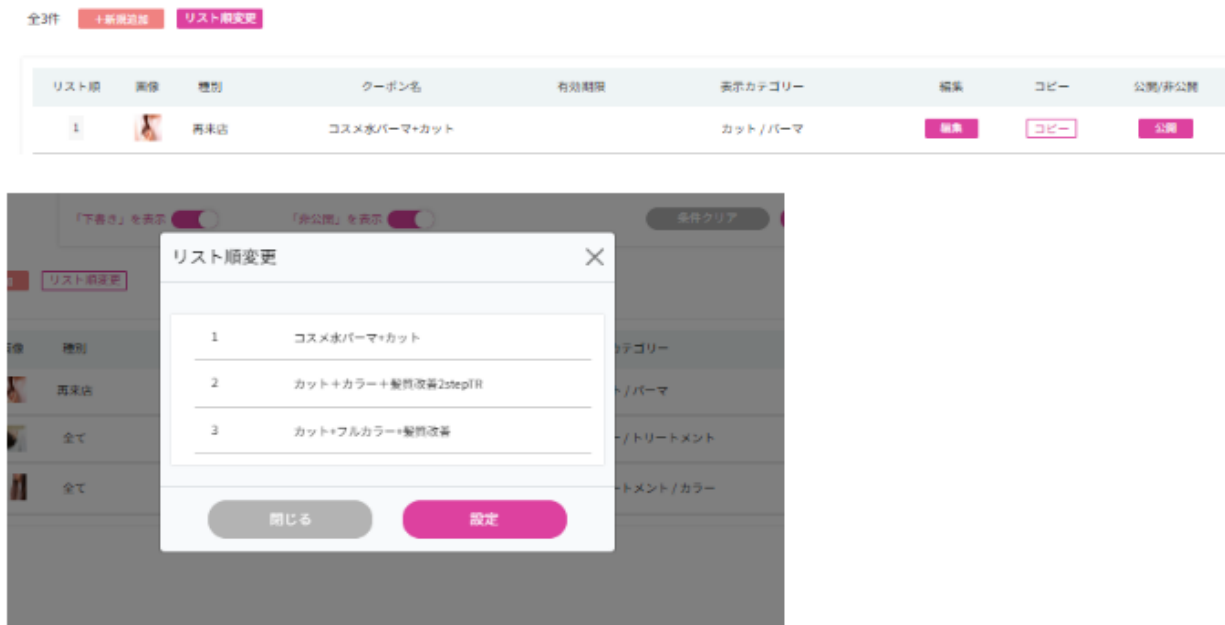 全3件 ＋新規追加 リスト順変更
リスト順 画像 種別 クーポン名 有効期限 表示カテゴリー 編集 コピー 公開/非公開
1 再来店 コスメ水パーマ+カット カット / パーマ 編集 コピー 公開
「下書き」を表示 「非公開」を表示 条件クリア
リスト順変更
リスト順変更
種別 カテゴリー
1 コスメ水パーマ+カット
再来店 / パーマ
2 カット＋カラー＋髪質改善2stepTR
全て / トリートメント
3 カット+フルカラー+髪質改善
全て トメント / カラー
閉じる 設定